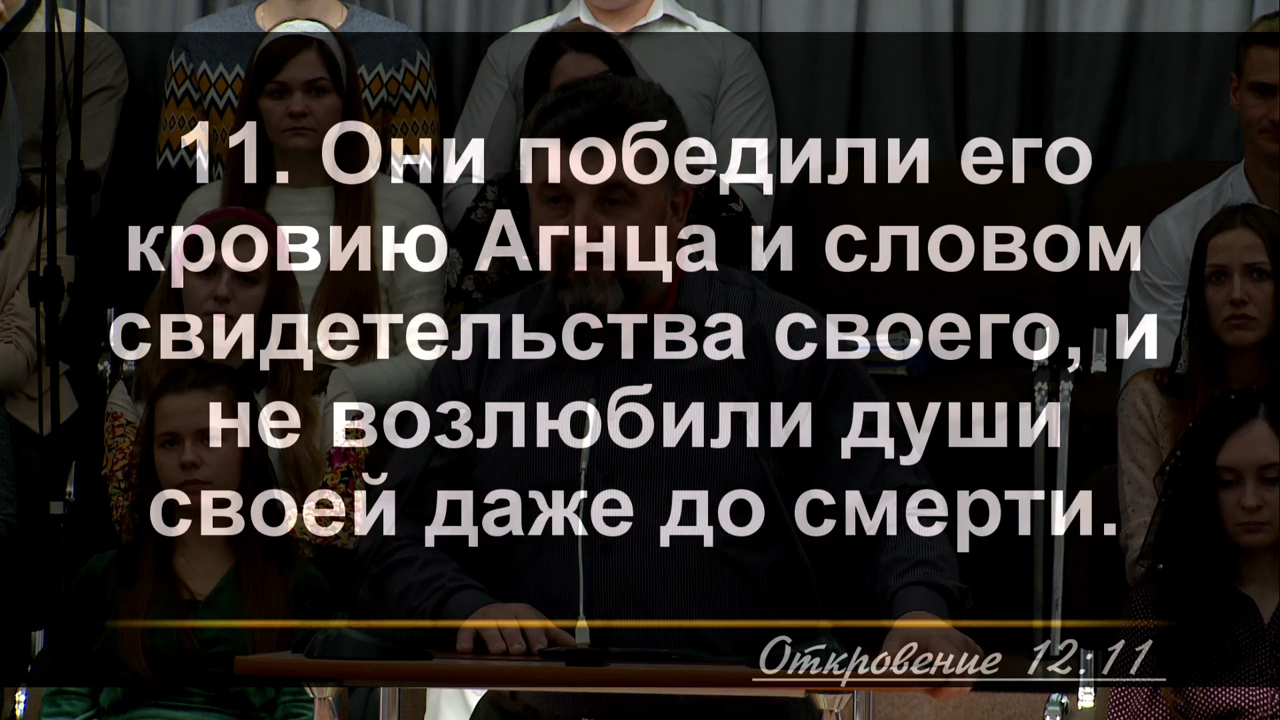 11. Они победили его
кровию Агнца и словом
свидетельства своего, и
не возлюбили души
своей даже до смерти.
Откровение 12:11